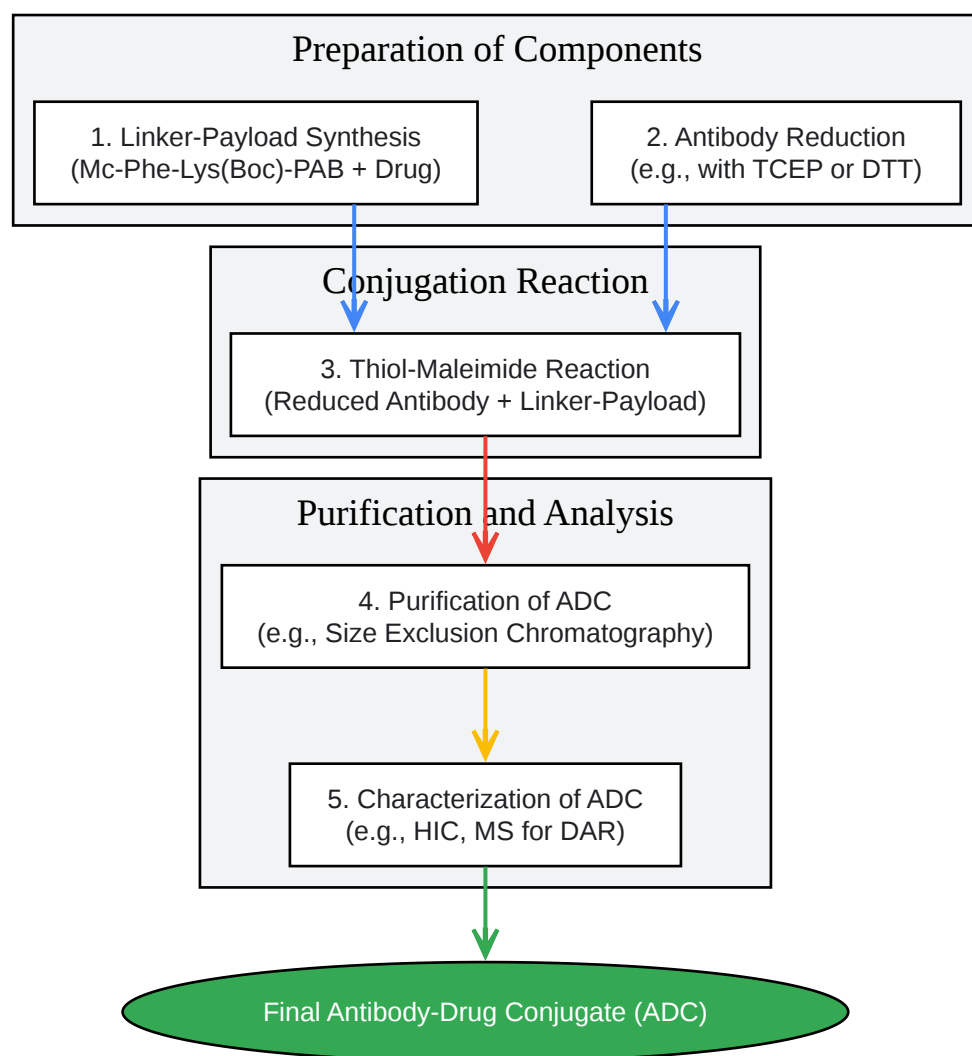 Preparation of Components
1. Linker-Payload Synthesis
(Mc-Phe-Lys(Boc)-PAB + Drug)
2. Antibody Reduction
(e.g., with TCEP or DTT)
Conjugation Reaction
3. Thiol-Maleimide Reaction
(Reduced Antibody + Linker-Payload)
Purification and Analysis
4. Purification of ADC
(e.g., Size Exclusion Chromatography)
5. Characterization of ADC
(e.g., HIC, MS for DAR)
Final Antibody-Drug Conjugate (ADC)